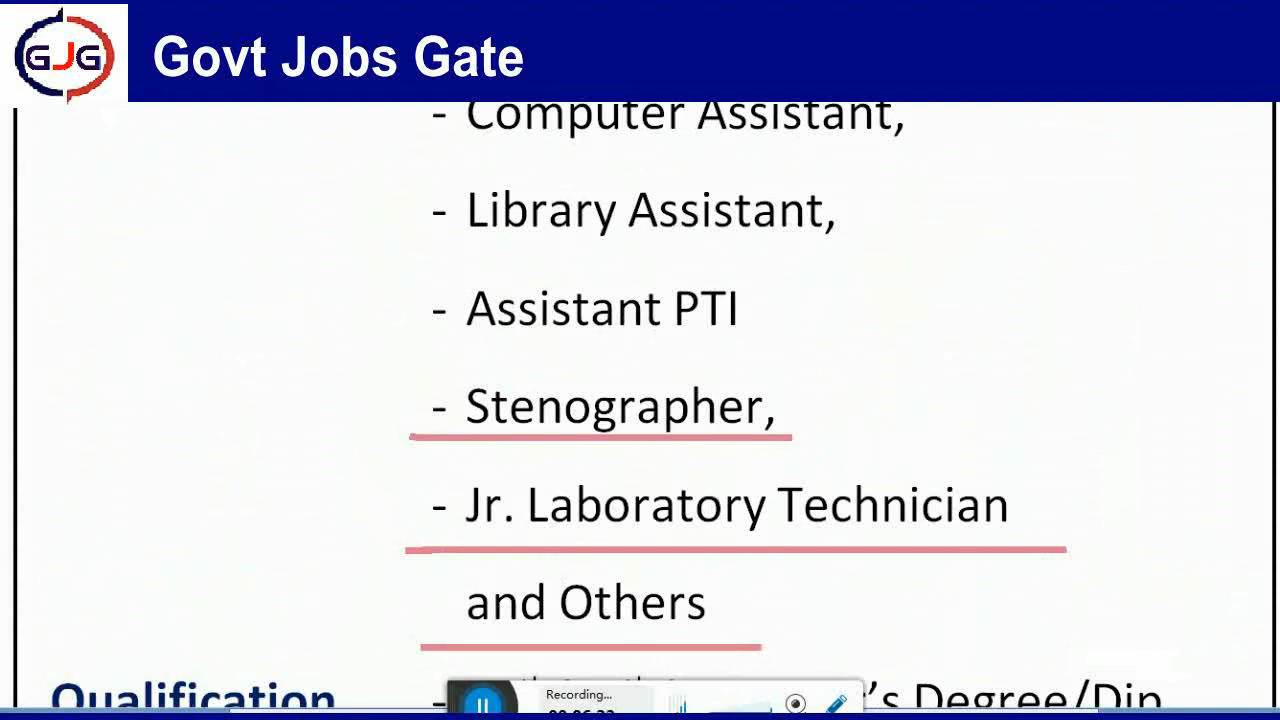 GJG
Govt Jobs Gate
- Computer Assistant,
- Library Assistant,
- Assistant PTI
- Stenographer,
- Jr. Laboratory Technician
and Others
Qualification
- 's Degree/Dip
Recording...